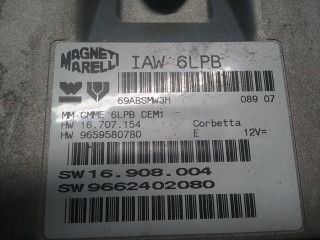 MAGNETI MARELLI IAW 6LPB
69ABSMW3H 089 07
MM·CMME 6LPB CEM1
HW 16.707.154 Corbetta
HW 9659580780 E 12V=
SW16.908.004
SW9662402080